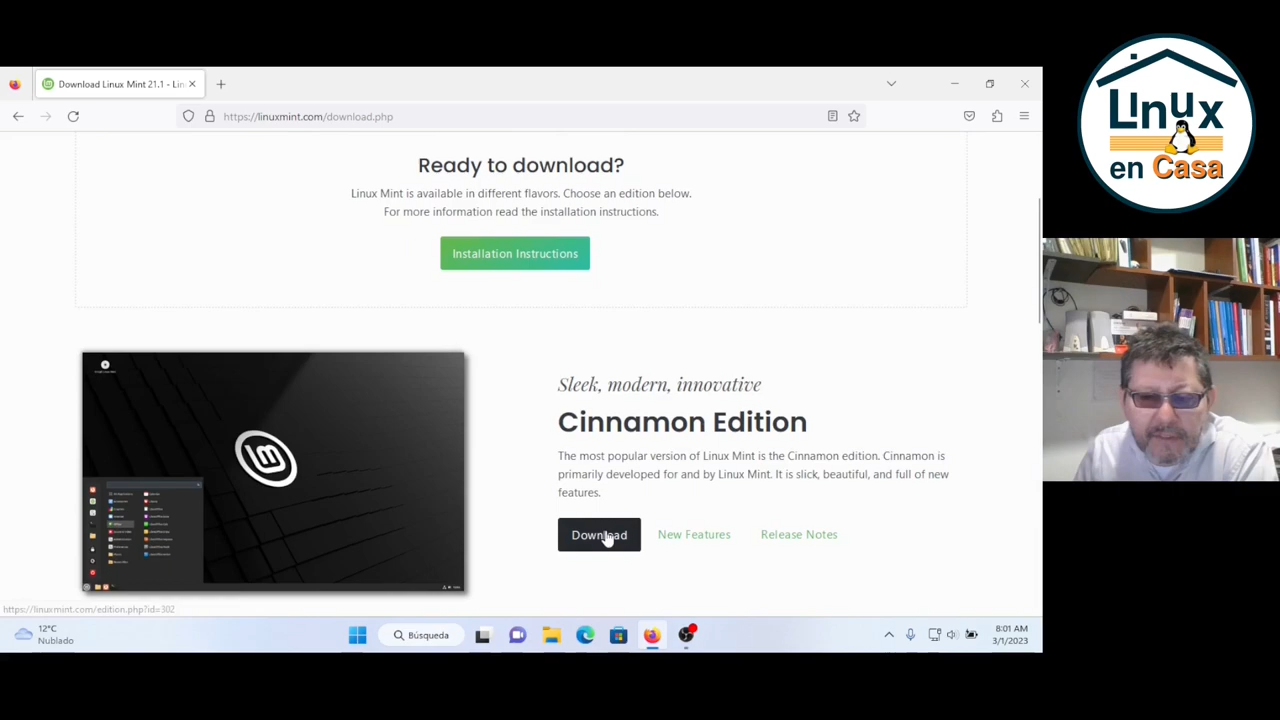 Download Linux Mint 21.1 - Lin
https://linuxmint.com/download.php
Ready to download?
Linux Mint is available in different flavors. Choose an edition below.
For more information read the installation instructions.
Installation Instructions
Sleek, modern, innovative
Cinnamon Edition
The most popular version of Linux Mint is the Cinnamon edition. Cinnamon is
primarily developed for and by Linux Mint. It is slick, beautiful, and full of new
features.
Download
New Features
Release Notes
https://linuxmint.com/edition.php?id=302
12°C
Nublado
Búsqueda
8:01 AM
3/1/2023
Linux
en Casa